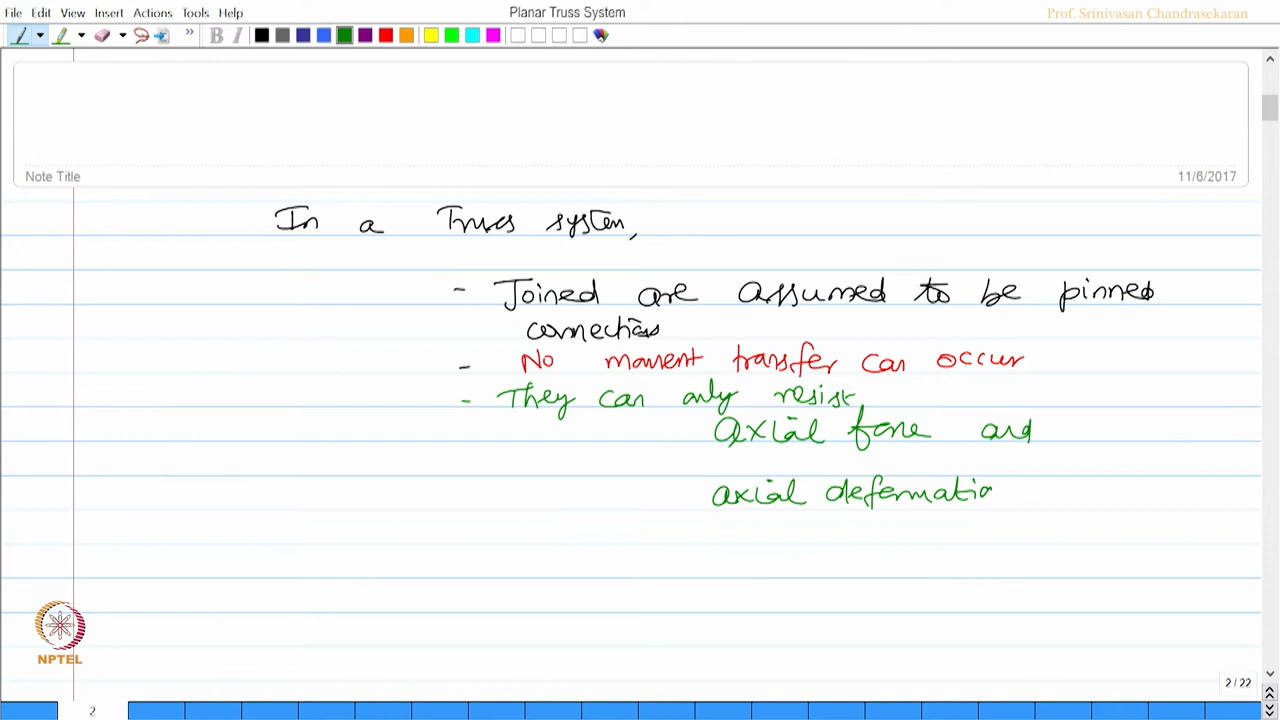 File Edit View Insert Actions Tools Help
Planar Truss System
Prof. Srinivasan Chandrasekaran
B I
Note Title
11/6/2017
In a Truss system,
- Joined are assumed to be pinned
connections
- No moment transfer can occur
- They can only resist
Axial force and
axial deformatio
NPTEL
2 / 22
2